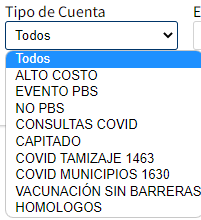 Tipo de Cuenta E
Todos
Todos
ALTO COSTO
EVENTO PBS
NO PBS
CONSULTAS COVID
CAPITADO
COVID TAMIZAJE 1463
COVID MUNICIPIOS 1630
VACUNACIÓN SIN BARRERAS
HOMOLOGOS